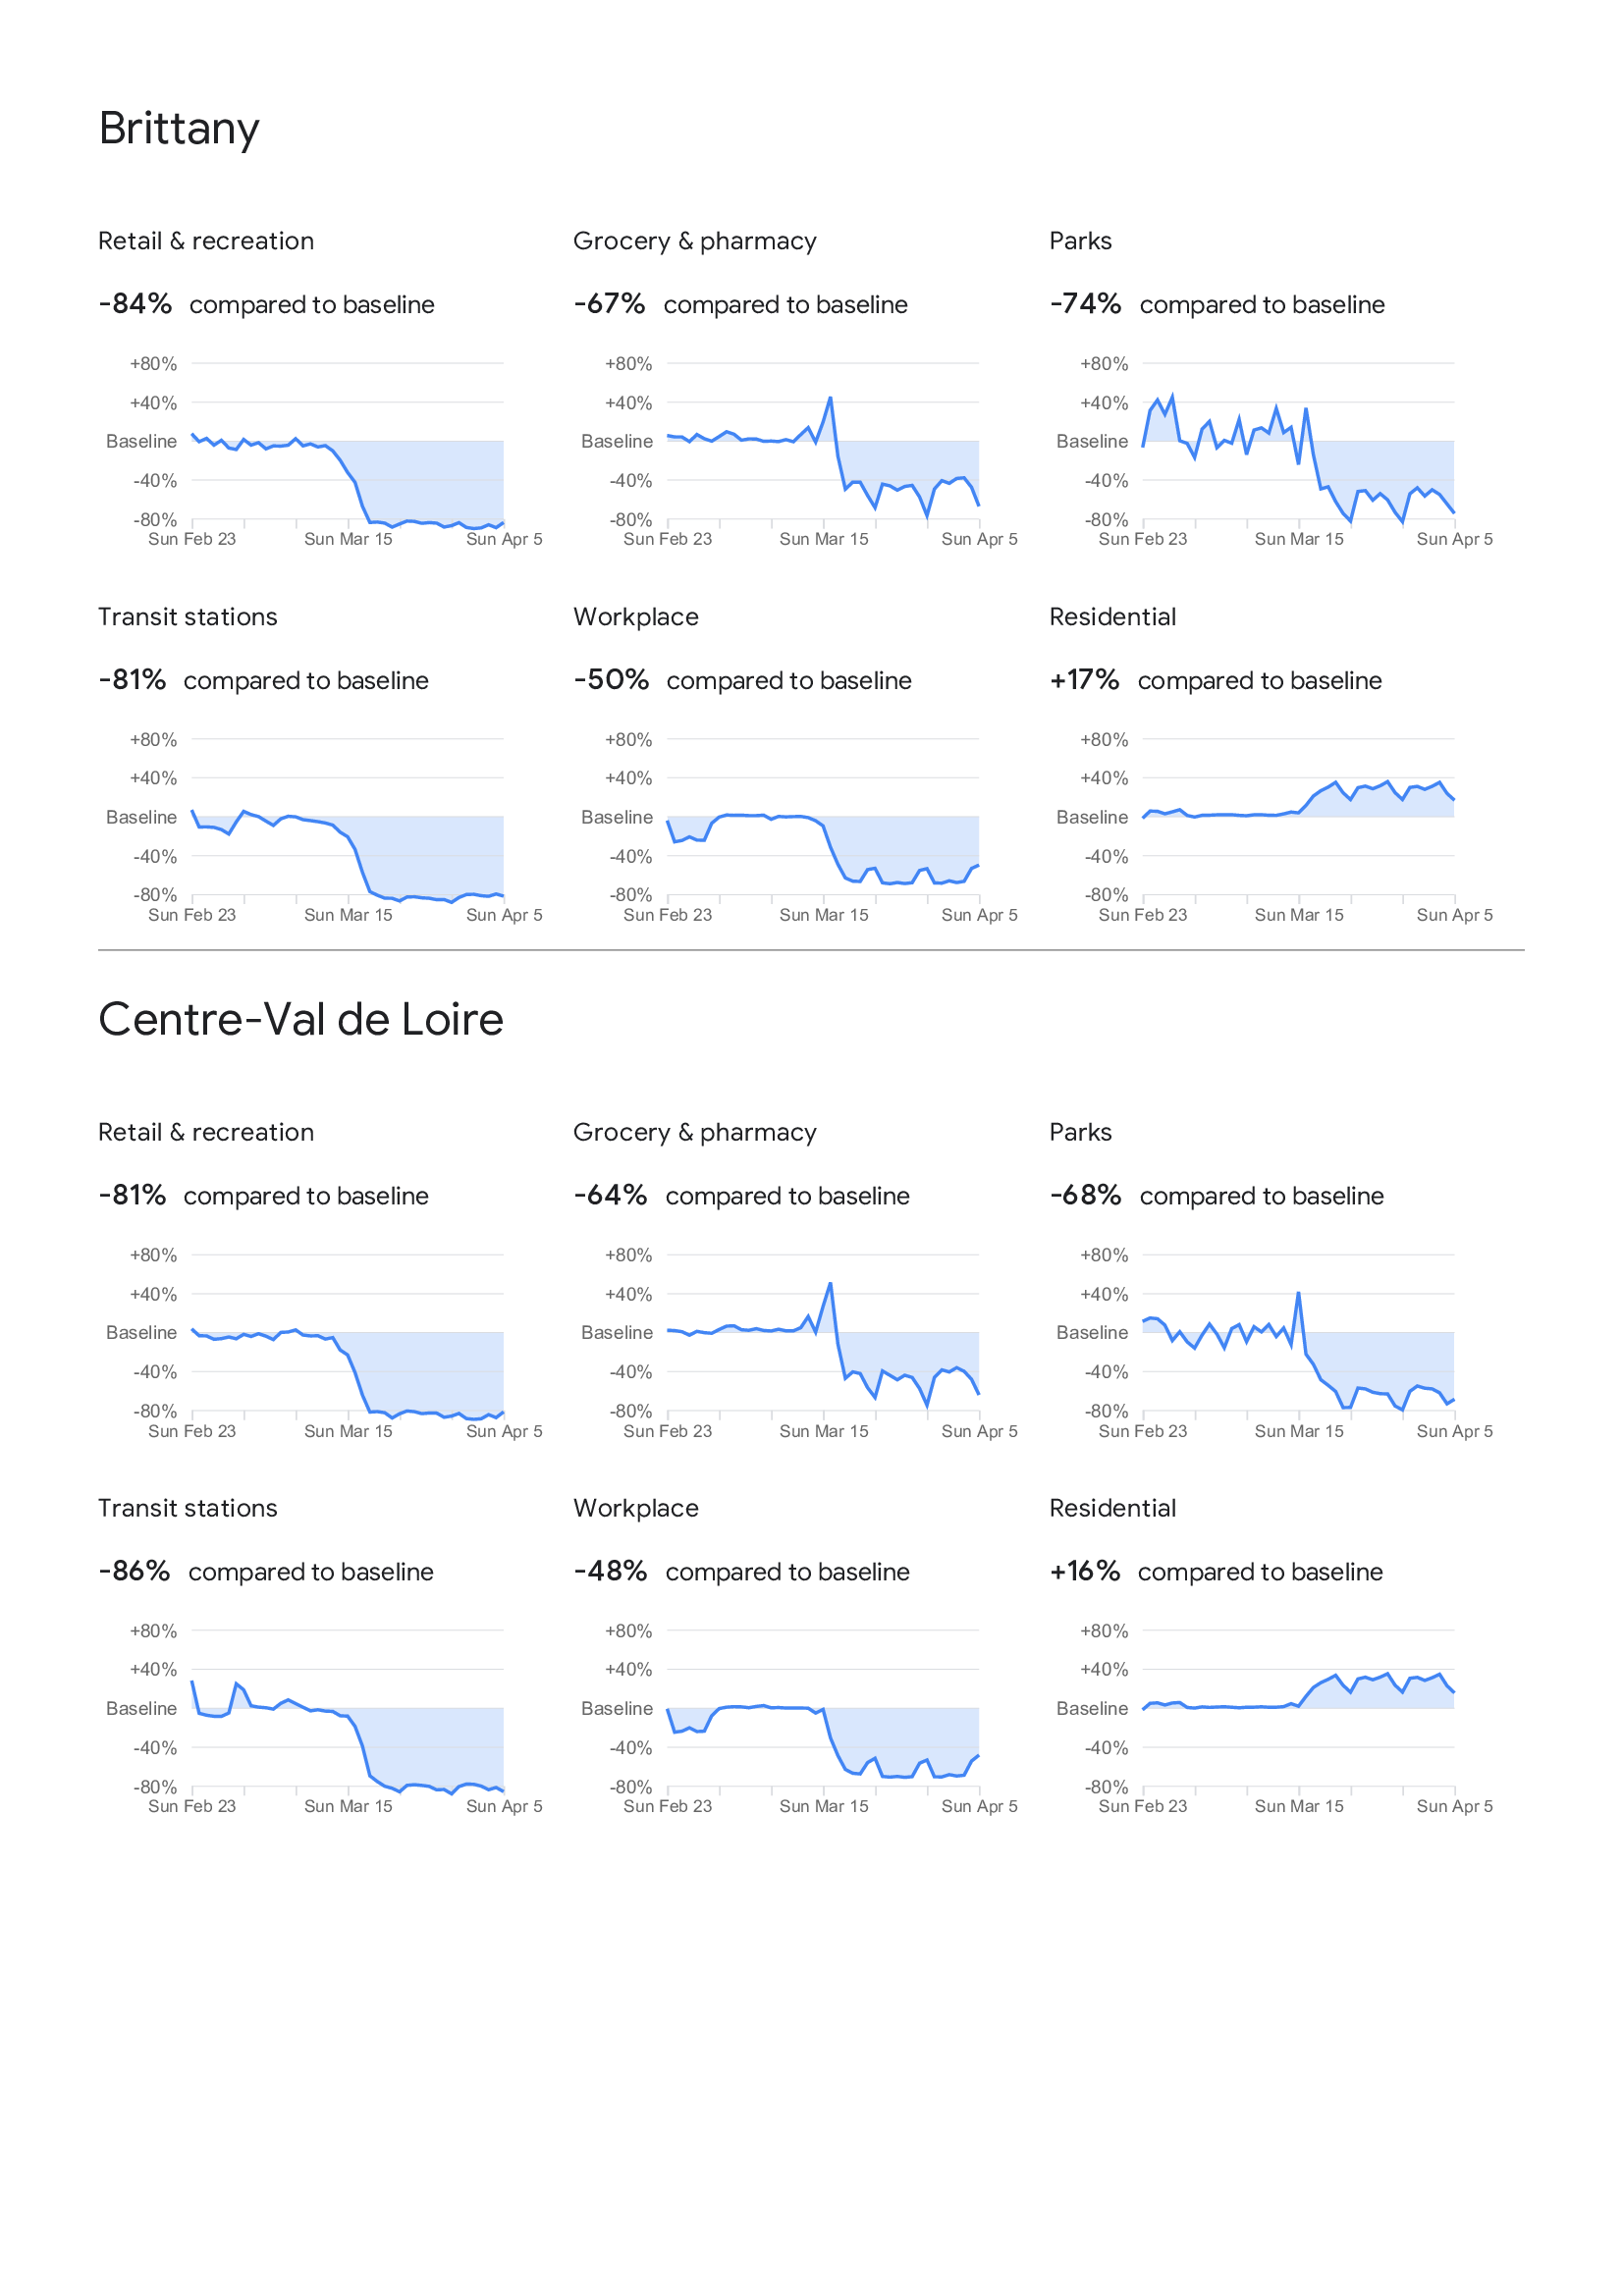 Brittany
Retail & recreation
-84% compared to baseline
+80%
+40%
Baseline
-40%
-80%
Sun Feb 23 Sun Mar 15 Sun Apr 5
Grocery & pharmacy
-67% compared to baseline
+80%
+40%
Baseline
-40%
-80%
Sun Feb 23 Sun Mar 15 Sun Apr 5
Parks
-74% compared to baseline
+80%
+40%
Baseline
-40%
-80%
Sun Feb 23 Sun Mar 15 Sun Apr 5
Transit stations
-81% compared to baseline
+80%
+40%
Baseline
-40%
-80%
Sun Feb 23 Sun Mar 15 Sun Apr 5
Workplace
-50% compared to baseline
+80%
+40%
Baseline
-40%
-80%
Sun Feb 23 Sun Mar 15 Sun Apr 5
Residential
+17% compared to baseline
+80%
+40%
Baseline
-40%
-80%
Sun Feb 23 Sun Mar 15 Sun Apr 5
Centre-Val de Loire
Retail & recreation
-81% compared to baseline
+80%
+40%
Baseline
-40%
-80%
Sun Feb 23 Sun Mar 15 Sun Apr 5
Grocery & pharmacy
-64% compared to baseline
+80%
+40%
Baseline
-40%
-80%
Sun Feb 23 Sun Mar 15 Sun Apr 5
Parks
-68% compared to baseline
+80%
+40%
Baseline
-40%
-80%
Sun Feb 23 Sun Mar 15 Sun Apr 5
Transit stations
-86% compared to baseline
+80%
+40%
Baseline
-40%
-80%
Sun Feb 23 Sun Mar 15 Sun Apr 5
Workplace
-48% compared to baseline
+80%
+40%
Baseline
-40%
-80%
Sun Feb 23 Sun Mar 15 Sun Apr 5
Residential
+16% compared to baseline
+80%
+40%
Baseline
-40%
-80%
Sun Feb 23 Sun Mar 15 Sun Apr 5